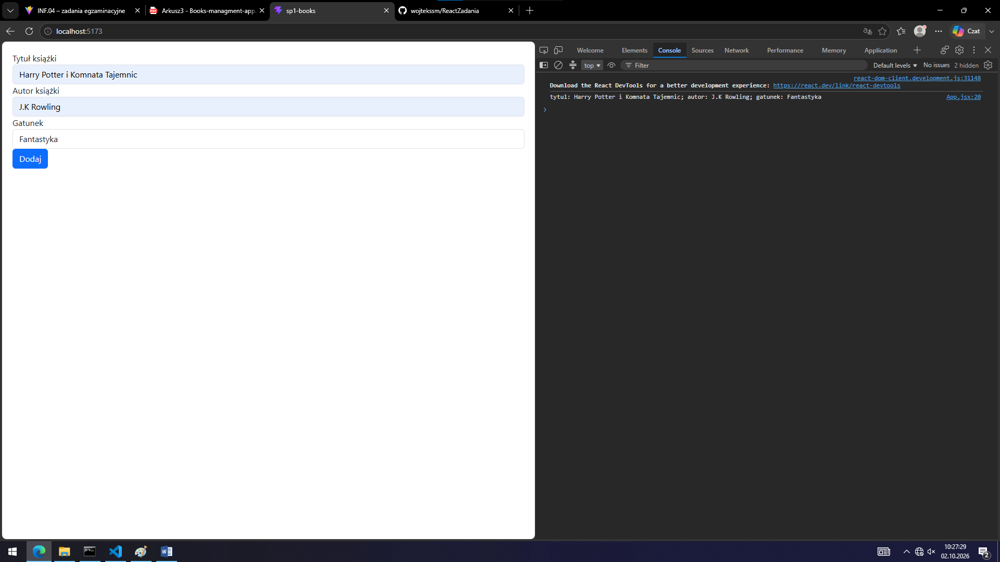 INF.04 – zadania egzaminacyjne
Arkusz3 - Books-managment-app.
sp1-books
wojtekssm/ReactZadania
localhost:5173
Czat
Tytuł książki
Harry Potter i Komnata Tajemnic
Autor książki
J.K Rowling
Gatunek
Fantastyka
Dodaj
Welcome
Elements
Console
Sources
Network
Performance
Memory
Application
top
Filter
Default levels
No issues
2 hidden
react-dom-client.development.js:31148
Download the React DevTools for a better development experience: https://react.dev/link/react-devtools
tytul: Harry Potter i Komnata Tajemnic; autor: J.K Rowling; gatunek: Fantastyka
App.jsx:20
10:27:29
02.10.2026
2